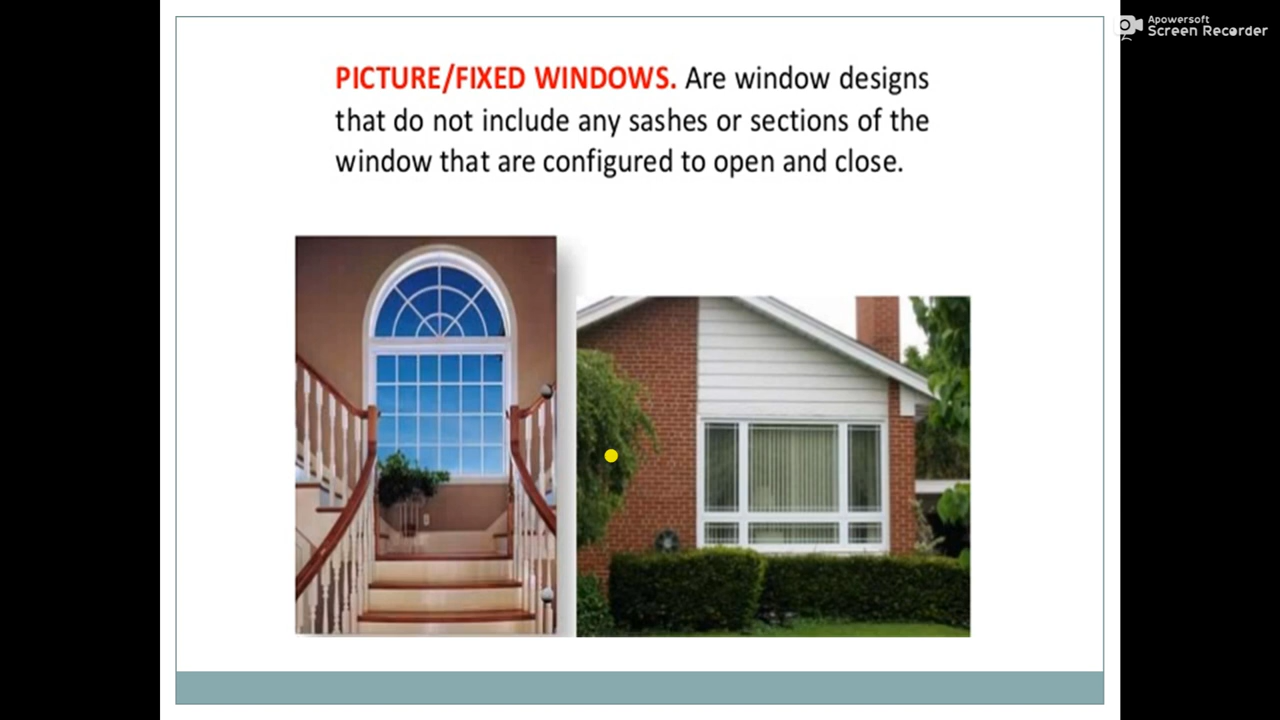 Apowersoft
Screen Recorder
PICTURE/FIXED WINDOWS. Are window designs
that do not include any sashes or sections of the
window that are configured to open and close.